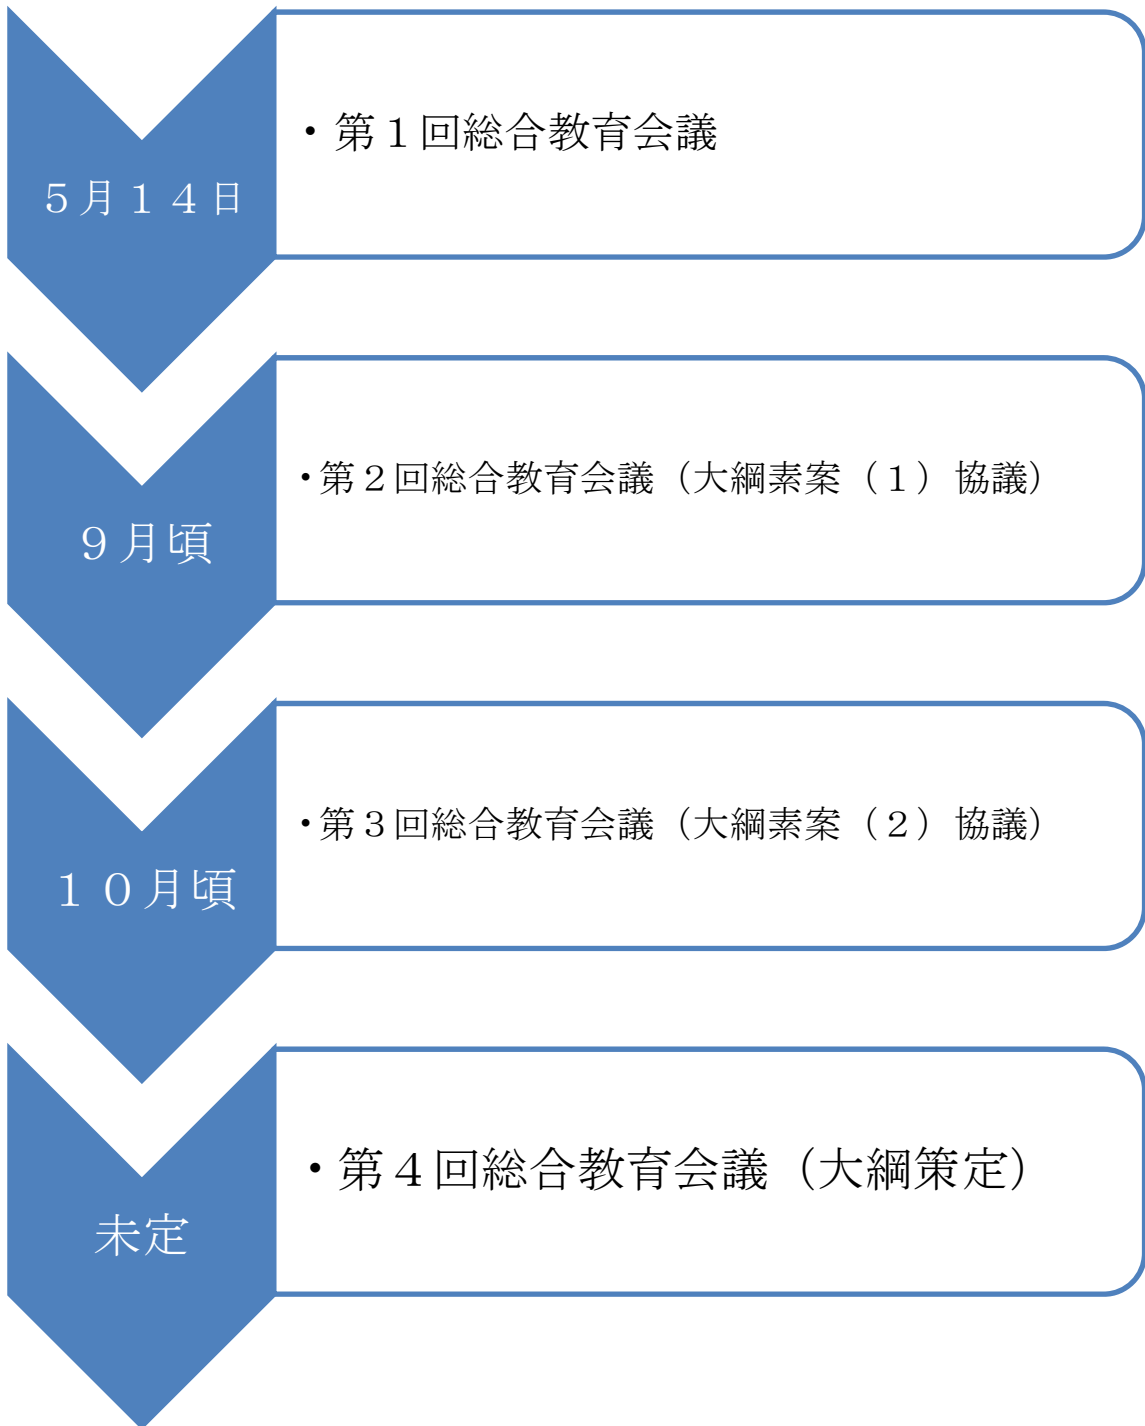 ５月１４日
・第１回総合教育会議
９月頃
・第２回総合教育会議（大綱素案（１）協議）
１０月頃
・第３回総合教育会議（大綱素案（２）協議）
未定
・第４回総合教育会議（大綱策定）